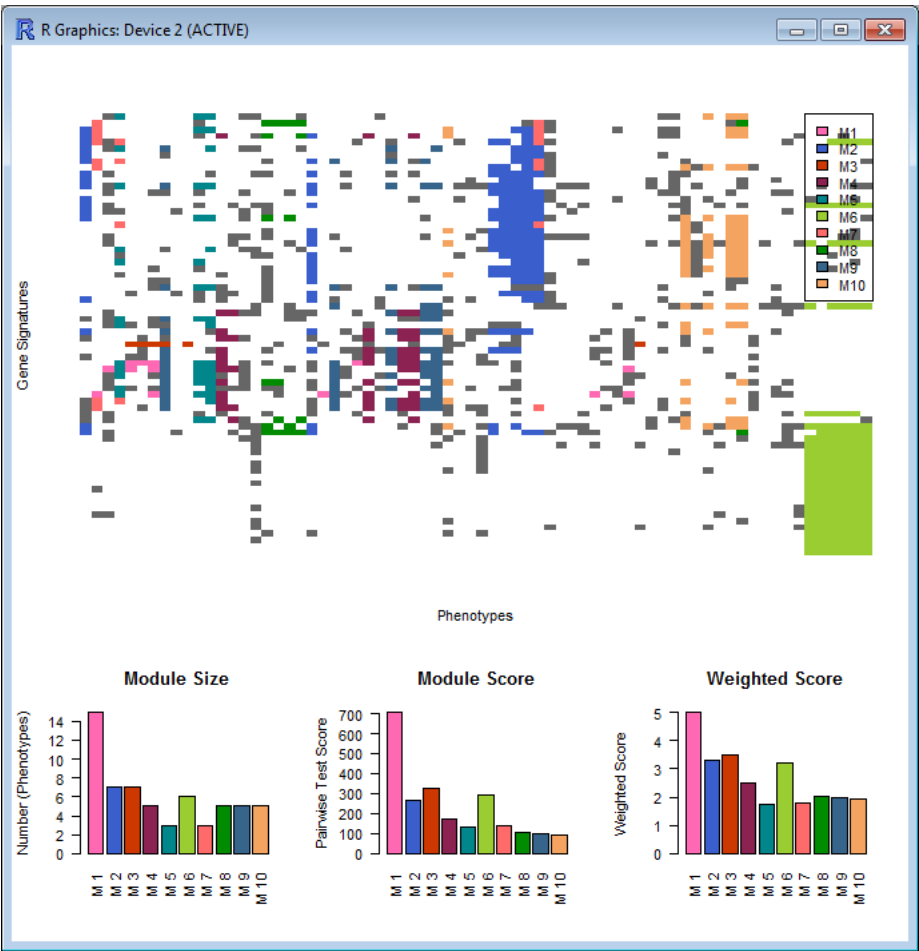 R Graphics: Device 2 (ACTIVE)
Gene Signatures
M1
M2
M3
M4
M5
M6
M7
M8
M9
M10
Phenotypes
Module Size
Number (Phenotypes)
14
12
10
8
6
4
2
0
M 1
M 2
M 3
M 4
M 5
M 6
M 7
M 8
M 9
M 10
Module Score
Pairwise Test Score
700
600
500
400
300
200
100
0
M 1
M 2
M 3
M 4
M 5
M 6
M 7
M 8
M 9
M 10
Weighted Score
Weighted Score
5
4
3
2
1
0
M 1
M 2
M 3
M 4
M 5
M 6
M 7
M 8
M 9
M 10